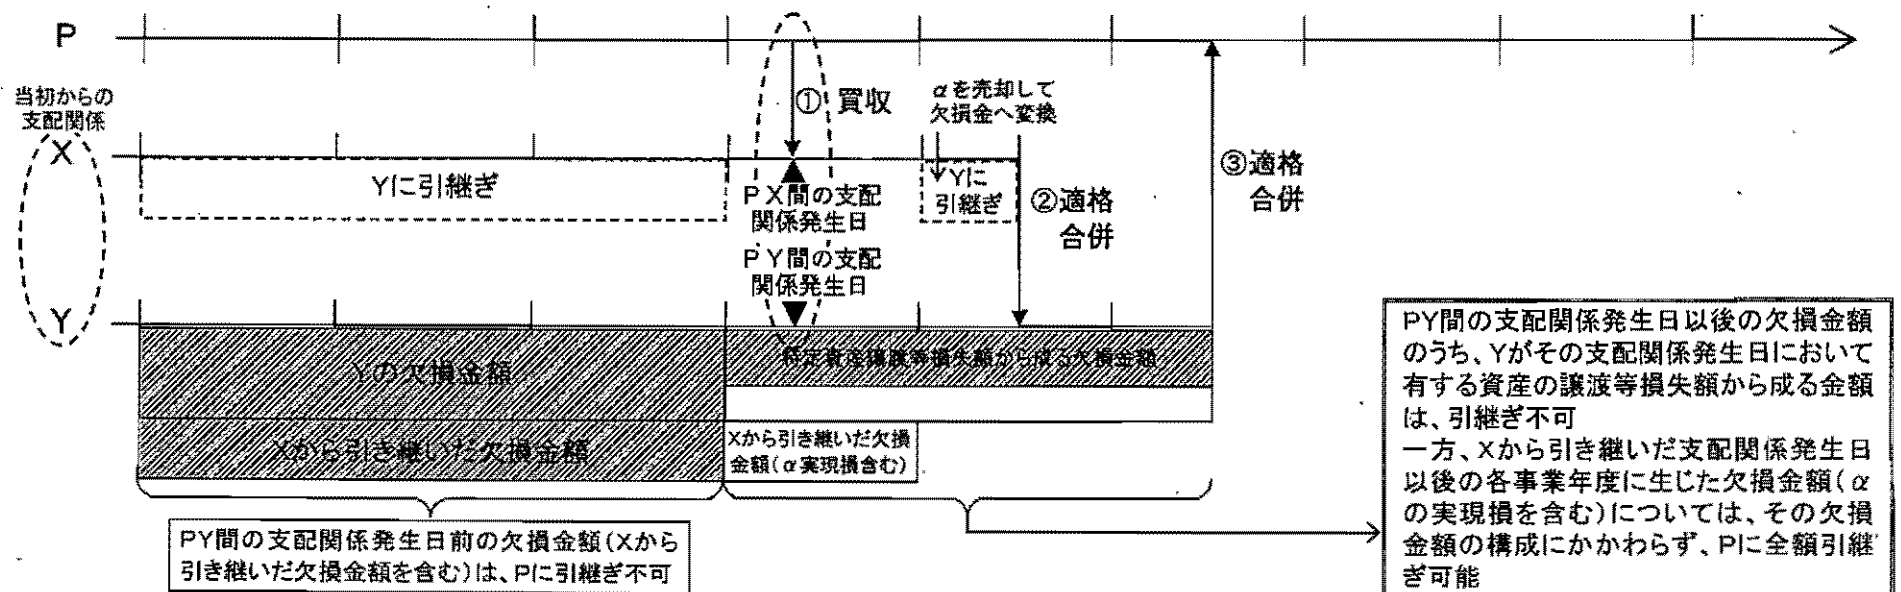 P
当初からの
支配関係
X
Y
① 買収
αを売却して
欠損金へ変換
Yに引継ぎ
Yに
引継ぎ
PX間の支配
関係発生日
PY間の支配
関係発生日
②適格
合併
③適格
合併
Yの欠損金額
特定資産譲渡等損失額から成る欠損金額
Xから引き継いだ欠損金額
Xから引き継いだ欠損
金額(α実現損含む)
PY間の支配関係発生日前の欠損金額(Xから
引き継いだ欠損金額を含む)は、Pに引継ぎ不可
PY間の支配関係発生日以後の欠損金額
のうち、Yがその支配関係発生日において
有する資産の譲渡等損失額から成る金額
は、引継ぎ不可
一方、Xから引き継いだ支配関係発生日
以後の各事業年度に生じた欠損金額(α
の実現損を含む)については、その欠損
金額の構成にかかわらず、Pに全額引継
ぎ可能